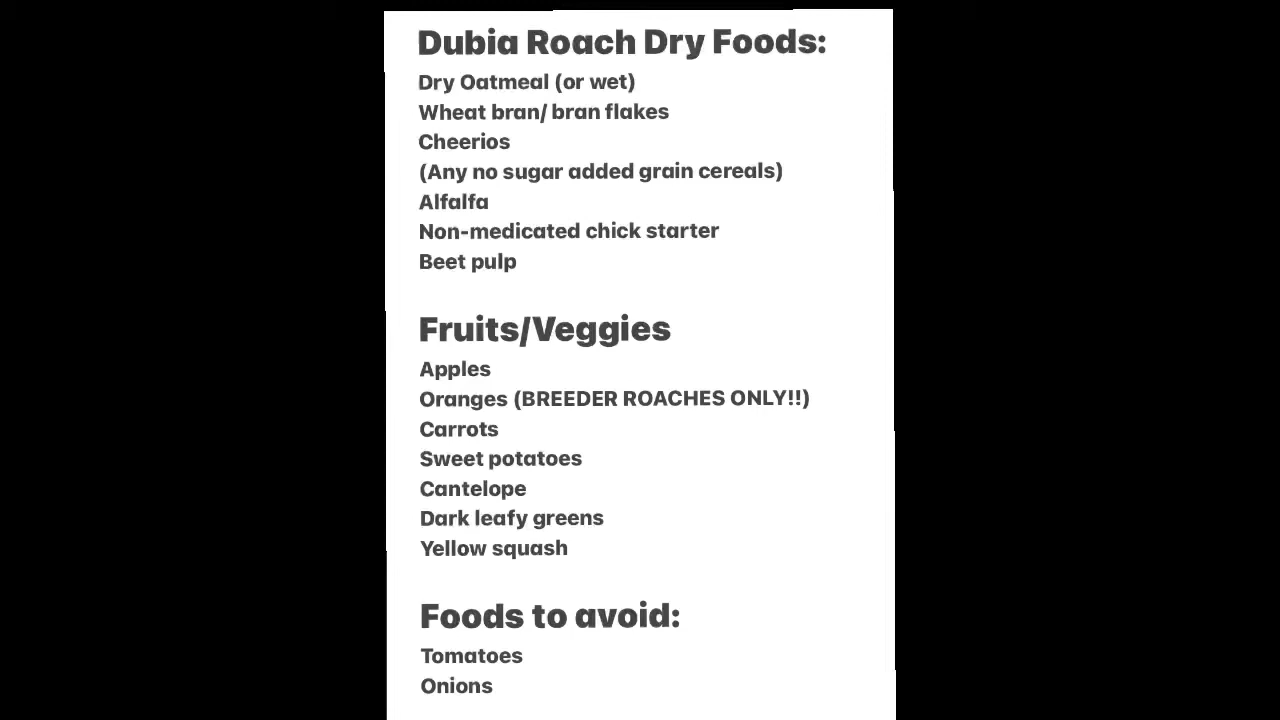 Dubia Roach Dry Foods:
Dry Oatmeal (or wet)
Wheat bran/ bran flakes
Cheerios
(Any no sugar added grain cereals)
Alfalfa
Non-medicated chick starter
Beet pulp
Fruits/Veggies
Apples
Oranges (BREEDER ROACHES ONLY!!)
Carrots
Sweet potatoes
Cantelope
Dark leafy greens
Yellow squash
Foods to avoid:
Tomatoes
Onions